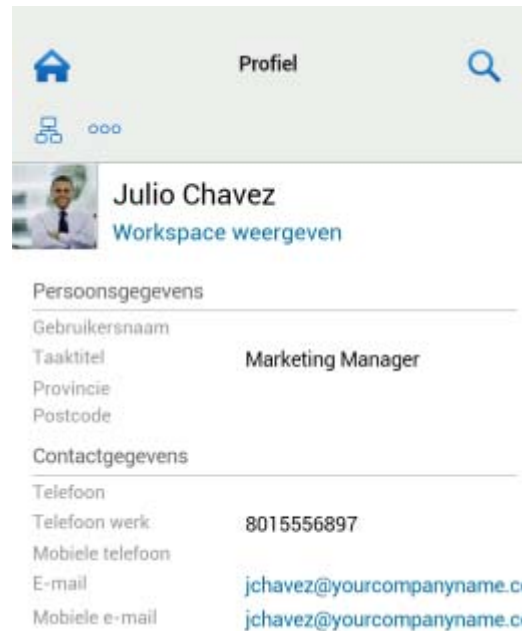 Profiel
Julio Chavez
Workspace weergeven
Persoonsgegevens
Gebruikersnaam
Taaktitel Marketing Manager
Provincie
Postcode
Contactgegevens
Telefoon
Telefoon werk 8015556897
Mobiele telefoon
E-mail jchavez@yourcompanyname.c
Mobiele e-mail jchavez@yourcompanyname.c